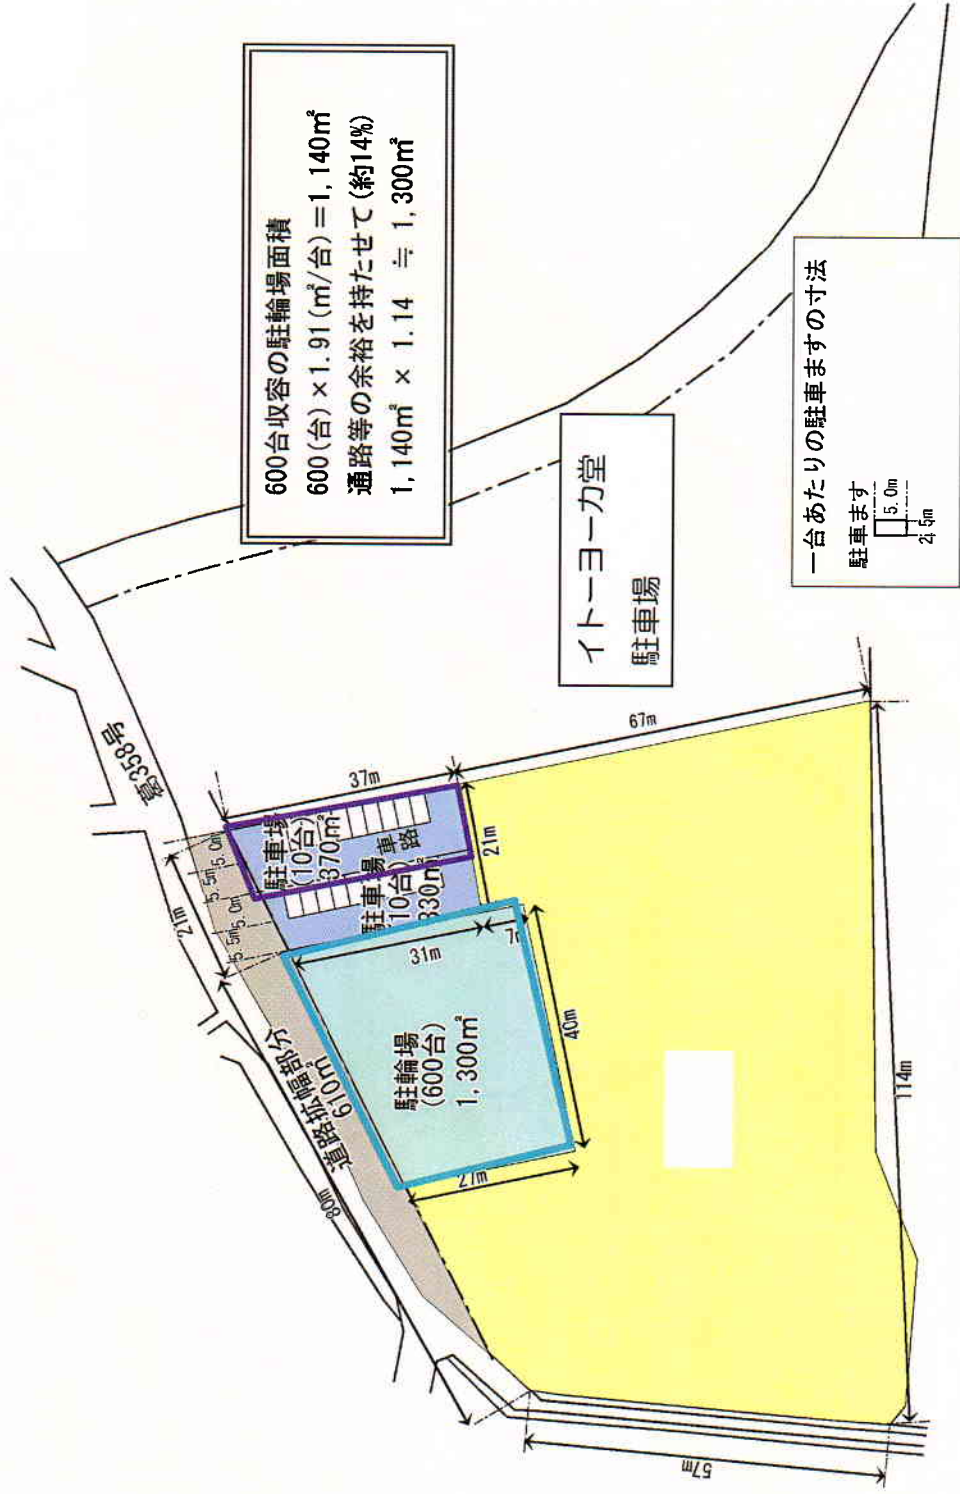 600台収容の駐輪場面積
600(台)×1.91(㎡/台)=1,140㎡
通路等の余裕を持たせて(約14%)
1,140㎡ × 1.14 ≒ 1,300㎡
イトーヨーカ堂
駐車場
一台あたりの駐車ますの寸法
駐車ます
5.0m
2.5m
葛358号
21m
5.5m
5.0m
5.5m
5.0m
37m
67m
駐車場
(10台)
370㎡
車路
駐車場
(10台)
330㎡
21m
31m
7m
駐輪場
(600台)
1,300㎡
40m
27m
道路拡幅部分
610㎡
80m
114m
57m